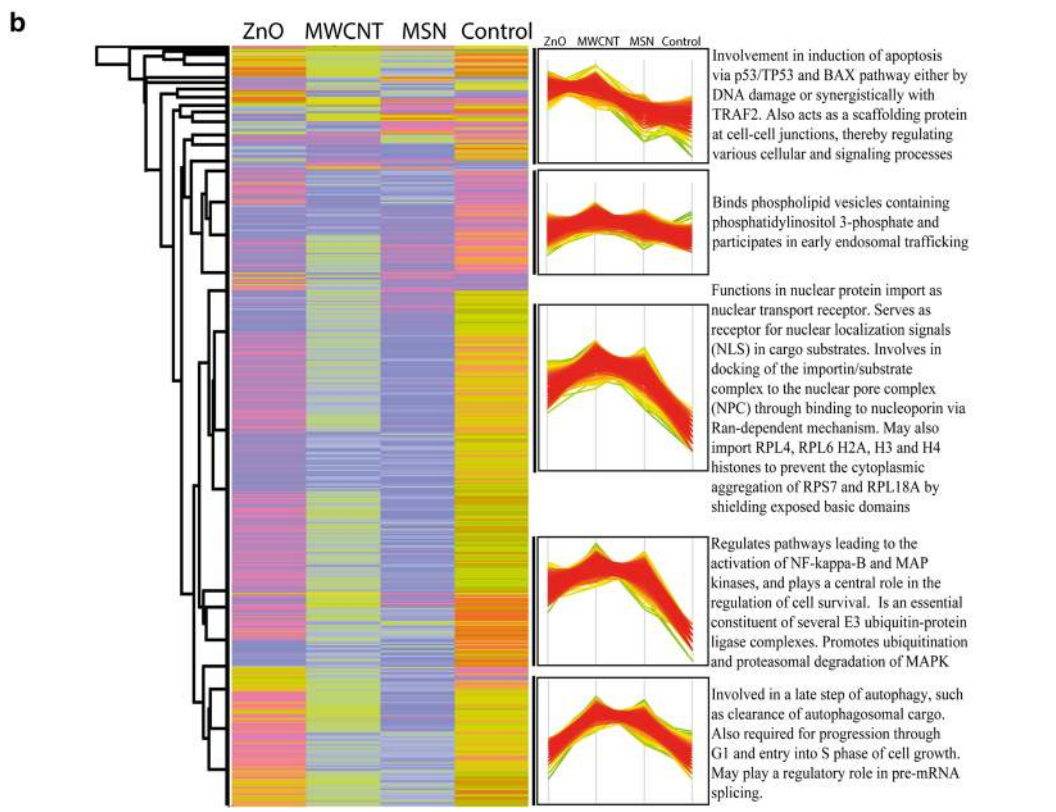 b
ZnO MWCNT MSN Control
ZnO MWCNT MSN Control
Involvement in induction of apoptosis
via p53/TP53 and BAX pathway either by
DNA damage or synergistically with
TRAF2. Also acts as a scaffolding protein
at cell-cell junctions, thereby regulating
various cellular and signaling processes
Binds phospholipid vesicles containing
phosphatidylinositol 3-phosphate and
participates in early endosomal trafficking
Functions in nuclear protein import as
nuclear transport receptor. Serves as
receptor for nuclear localization signals
(NLS) in cargo substrates. Involves in
docking of the importin/substrate
complex to the nuclear pore complex
(NPC) through binding to nucleoporin via
Ran-dependent mechanism. May also
import RPL4, RPL6 H2A, H3 and H4
histones to prevent the cytoplasmic
aggregation of RPS7 and RPL18A by
shielding exposed basic domains
Regulates pathways leading to the
activation of NF-kappa-B and MAP
kinases, and plays a central role in the
regulation of cell survival. Is an essential
constituent of several E3 ubiquitin-protein
ligase complexes. Promotes ubiquitination
and proteasomal degradation of MAPK
Involved in a late step of autophagy, such
as clearance of autophagosomal cargo.
Also required for progression through
G1 and entry into S phase of cell growth.
May play a regulatory role in pre-mRNA
splicing.